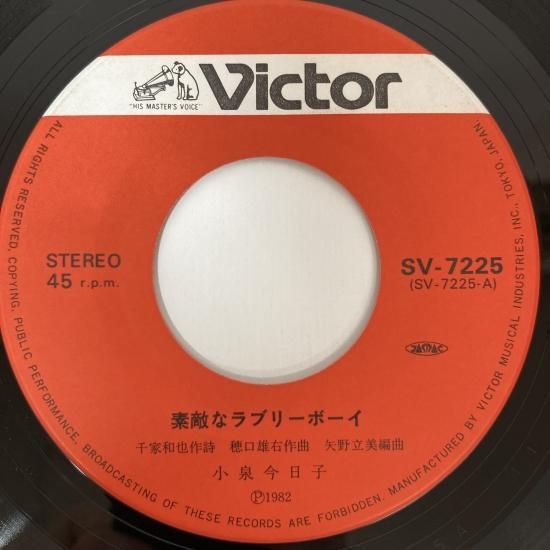 Victor
"HIS MASTER'S VOICE"
STEREO
45 r.p.m.
SV-7225
(SV-7225-A)
JASRAC
素敵なラブリーボーイ
千家和也作詩 穂口雄右作曲 矢野立美編曲
小泉今日子
Ⓟ1982
ALL RIGHTS RESERVED. COPYING, PUBLIC PERFORMANCE, BROADCASTING OF THESE RECORDS ARE FORBIDDEN. MANUFACTURED BY VICTOR MUSICAL INDUSTRIES, INC., TOKYO, JAPAN.